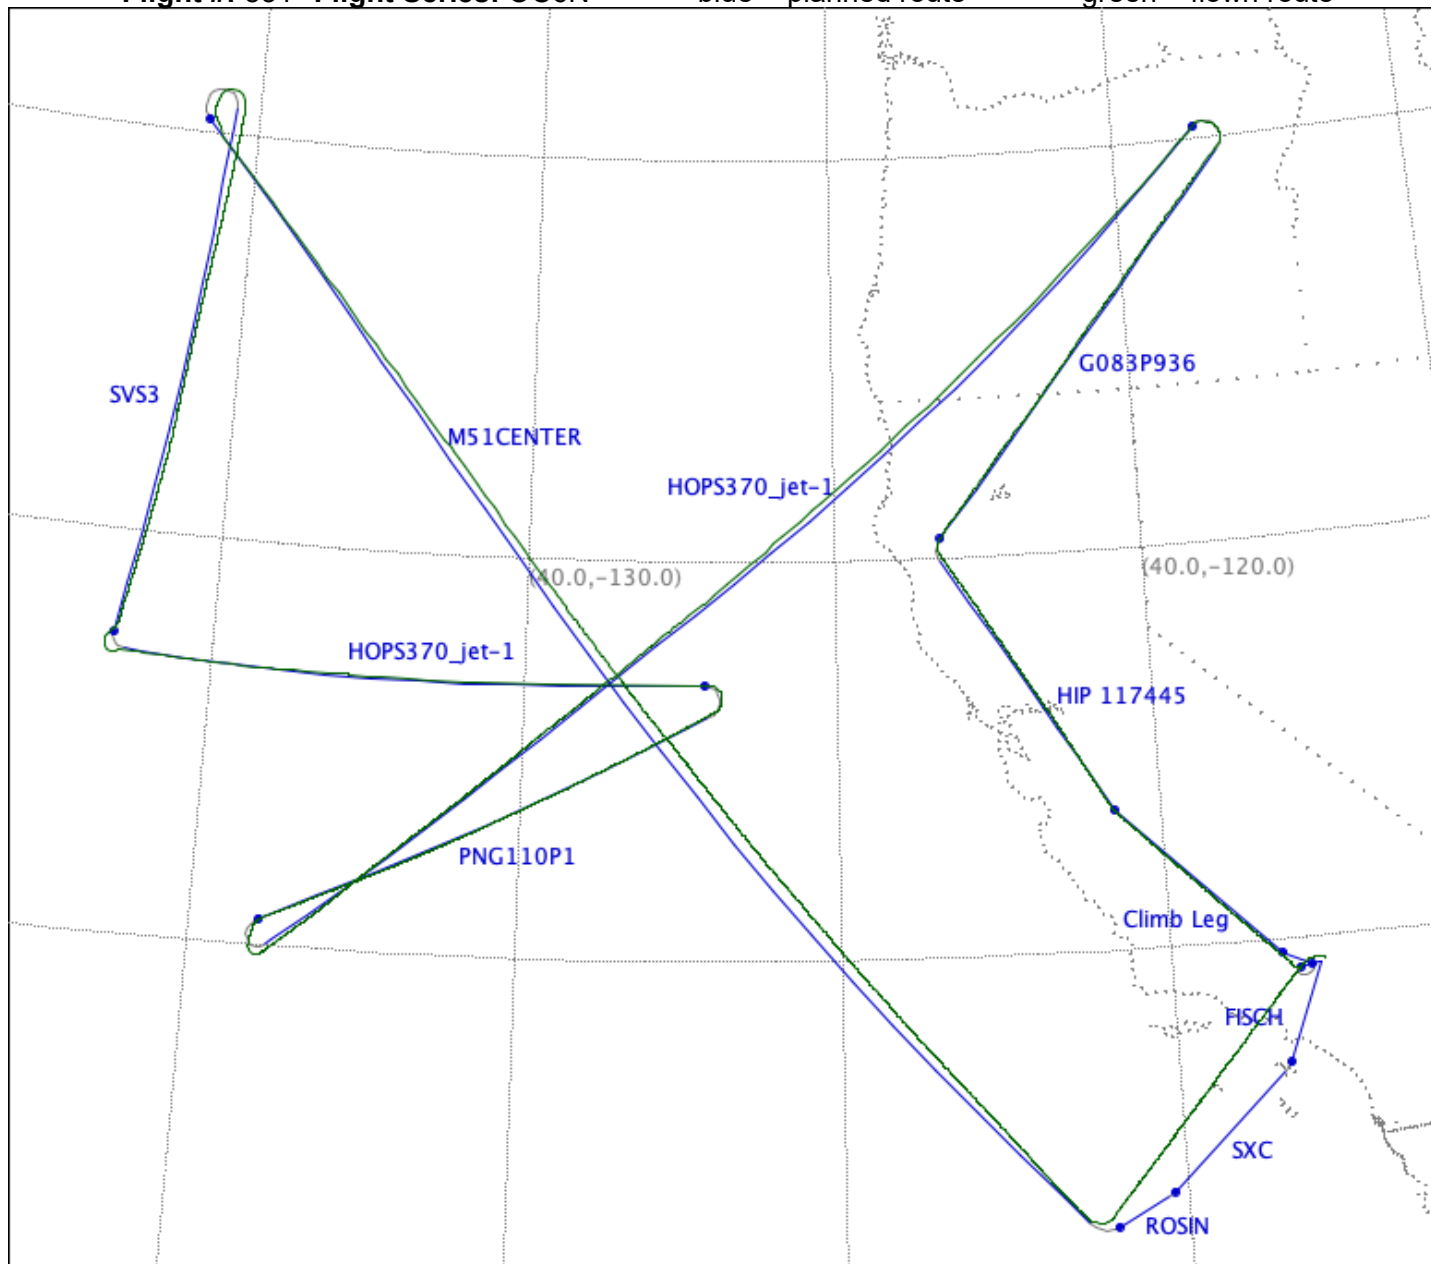 SVS3
G083P936
M51CENTER
HOPS370_jet-1
(40.0,-130.0)
(40.0,-120.0)
HOPS370_jet-1
HIP 117445
PNG110P1
Climb Leg
FISCH
SXC
ROSIN